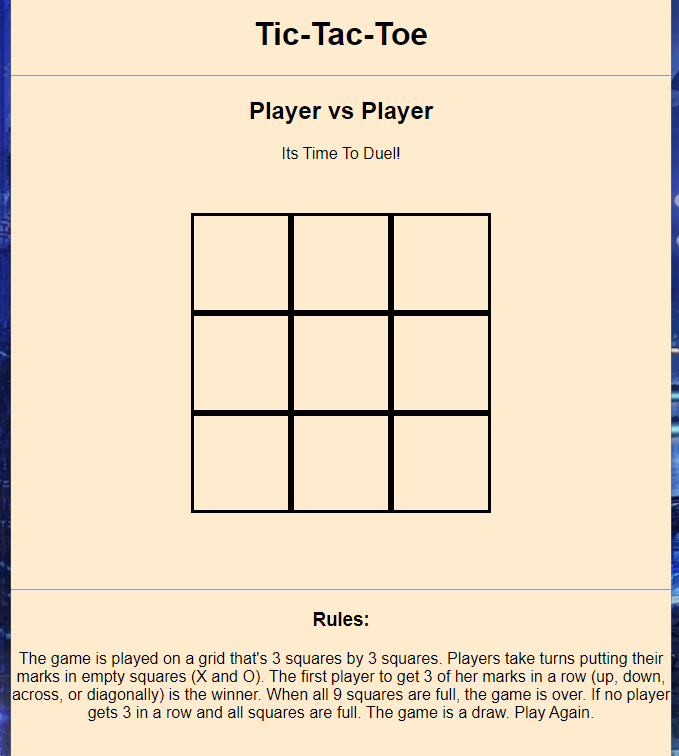 Tic-Tac-Toe
Player vs Player
Its Time To Duel!
Rules:
The game is played on a grid that's 3 squares by 3 squares. Players take turns putting their
marks in empty squares (X and O). The first player to get 3 of her marks in a row (up, down,
across, or diagonally) is the winner. When all 9 squares are full, the game is over. If no player
gets 3 in a row and all squares are full. The game is a draw. Play Again.